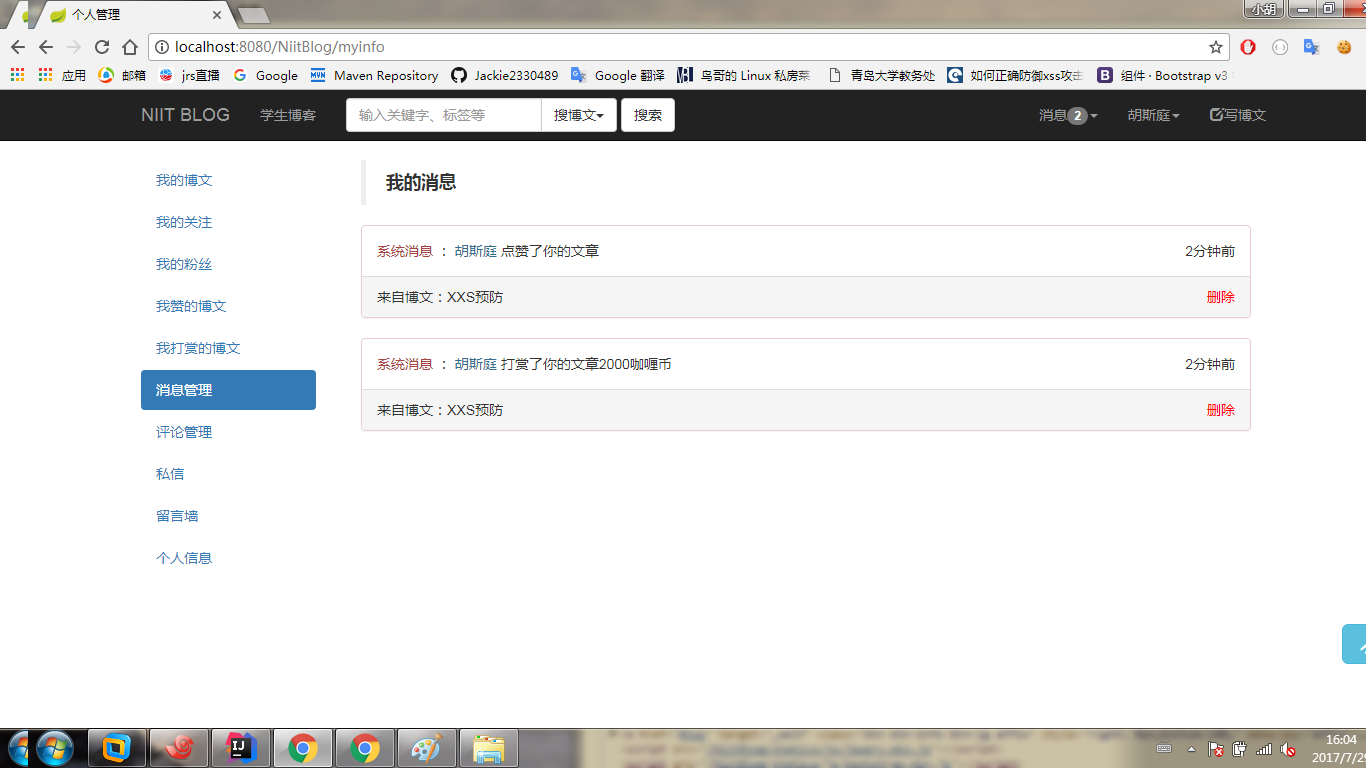 个人管理
小胡
localhost:8080/NiitBlog/myinfo
应用 邮箱 jrs直播 Google Maven Repository Jackie2330489 Google 翻译 鸟哥的 Linux 私房菜 青岛大学教务处 如何正确防御xss攻击 组件 · Bootstrap v3
NIIT BLOG 学生博客 输入关键字、标签等 搜博文 搜索 消息 2 胡斯庭 写博文
我的博文
我的关注
我的粉丝
我赞的博文
我打赏的博文
消息管理
评论管理
私信
留言墙
个人信息
我的消息
系统消息 : 胡斯庭 点赞了你的文章 2分钟前
来自博文：XXS预防 删除
系统消息 : 胡斯庭 打赏了你的文章2000咖喱币 2分钟前
来自博文：XXS预防 删除
IJ
16:04
2017/7/2